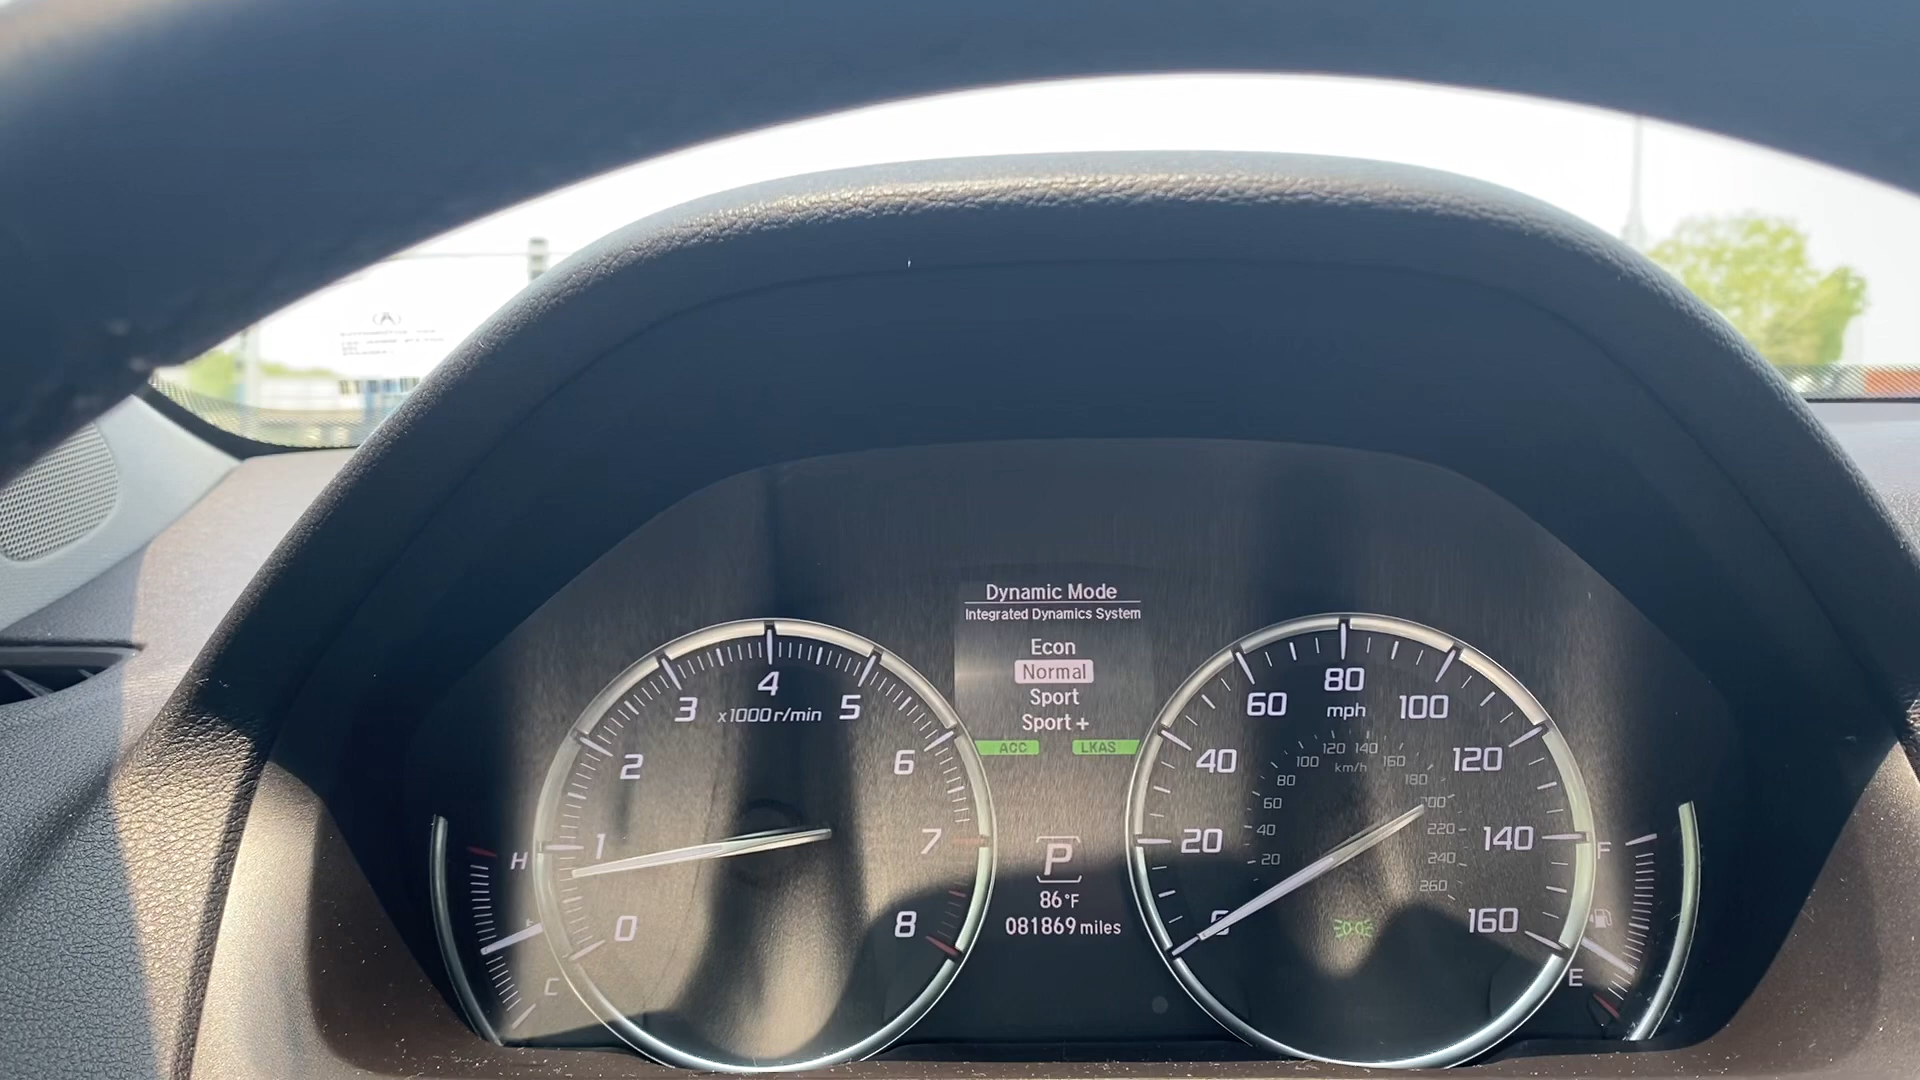 Dynamic Mode
Integrated Dynamics System
Econ
Normal
Sport
Sport +
ACC LKAS
0 1 2 3 4 5 6 7 8
x1000r/min
H
C
P
86°F
081869 miles
0 20 40 60 80 100 120 140 160
mph
20 40 60 80 100 120 140 160 180 200 220 240 260
km/h
F
E